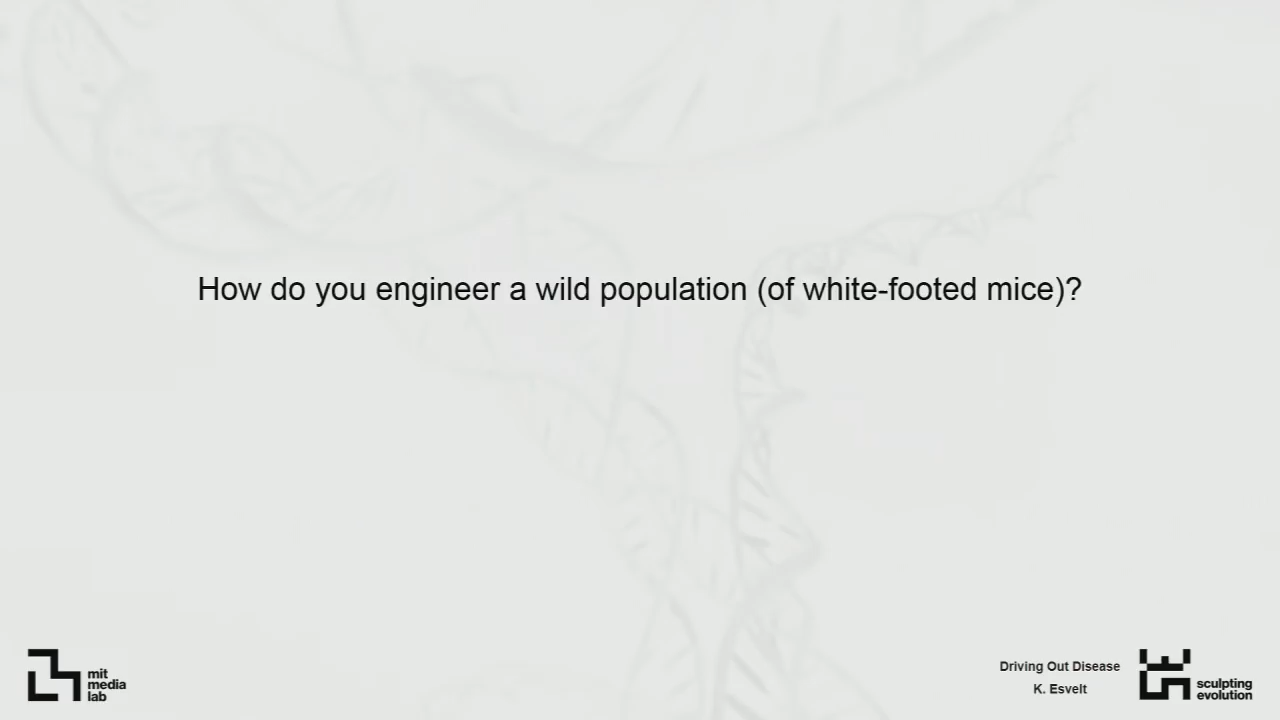 How do you engineer a wild population (of white-footed mice)?
mit
media
lab
Driving Out Disease
K. Esvelt
sculpting
evolution